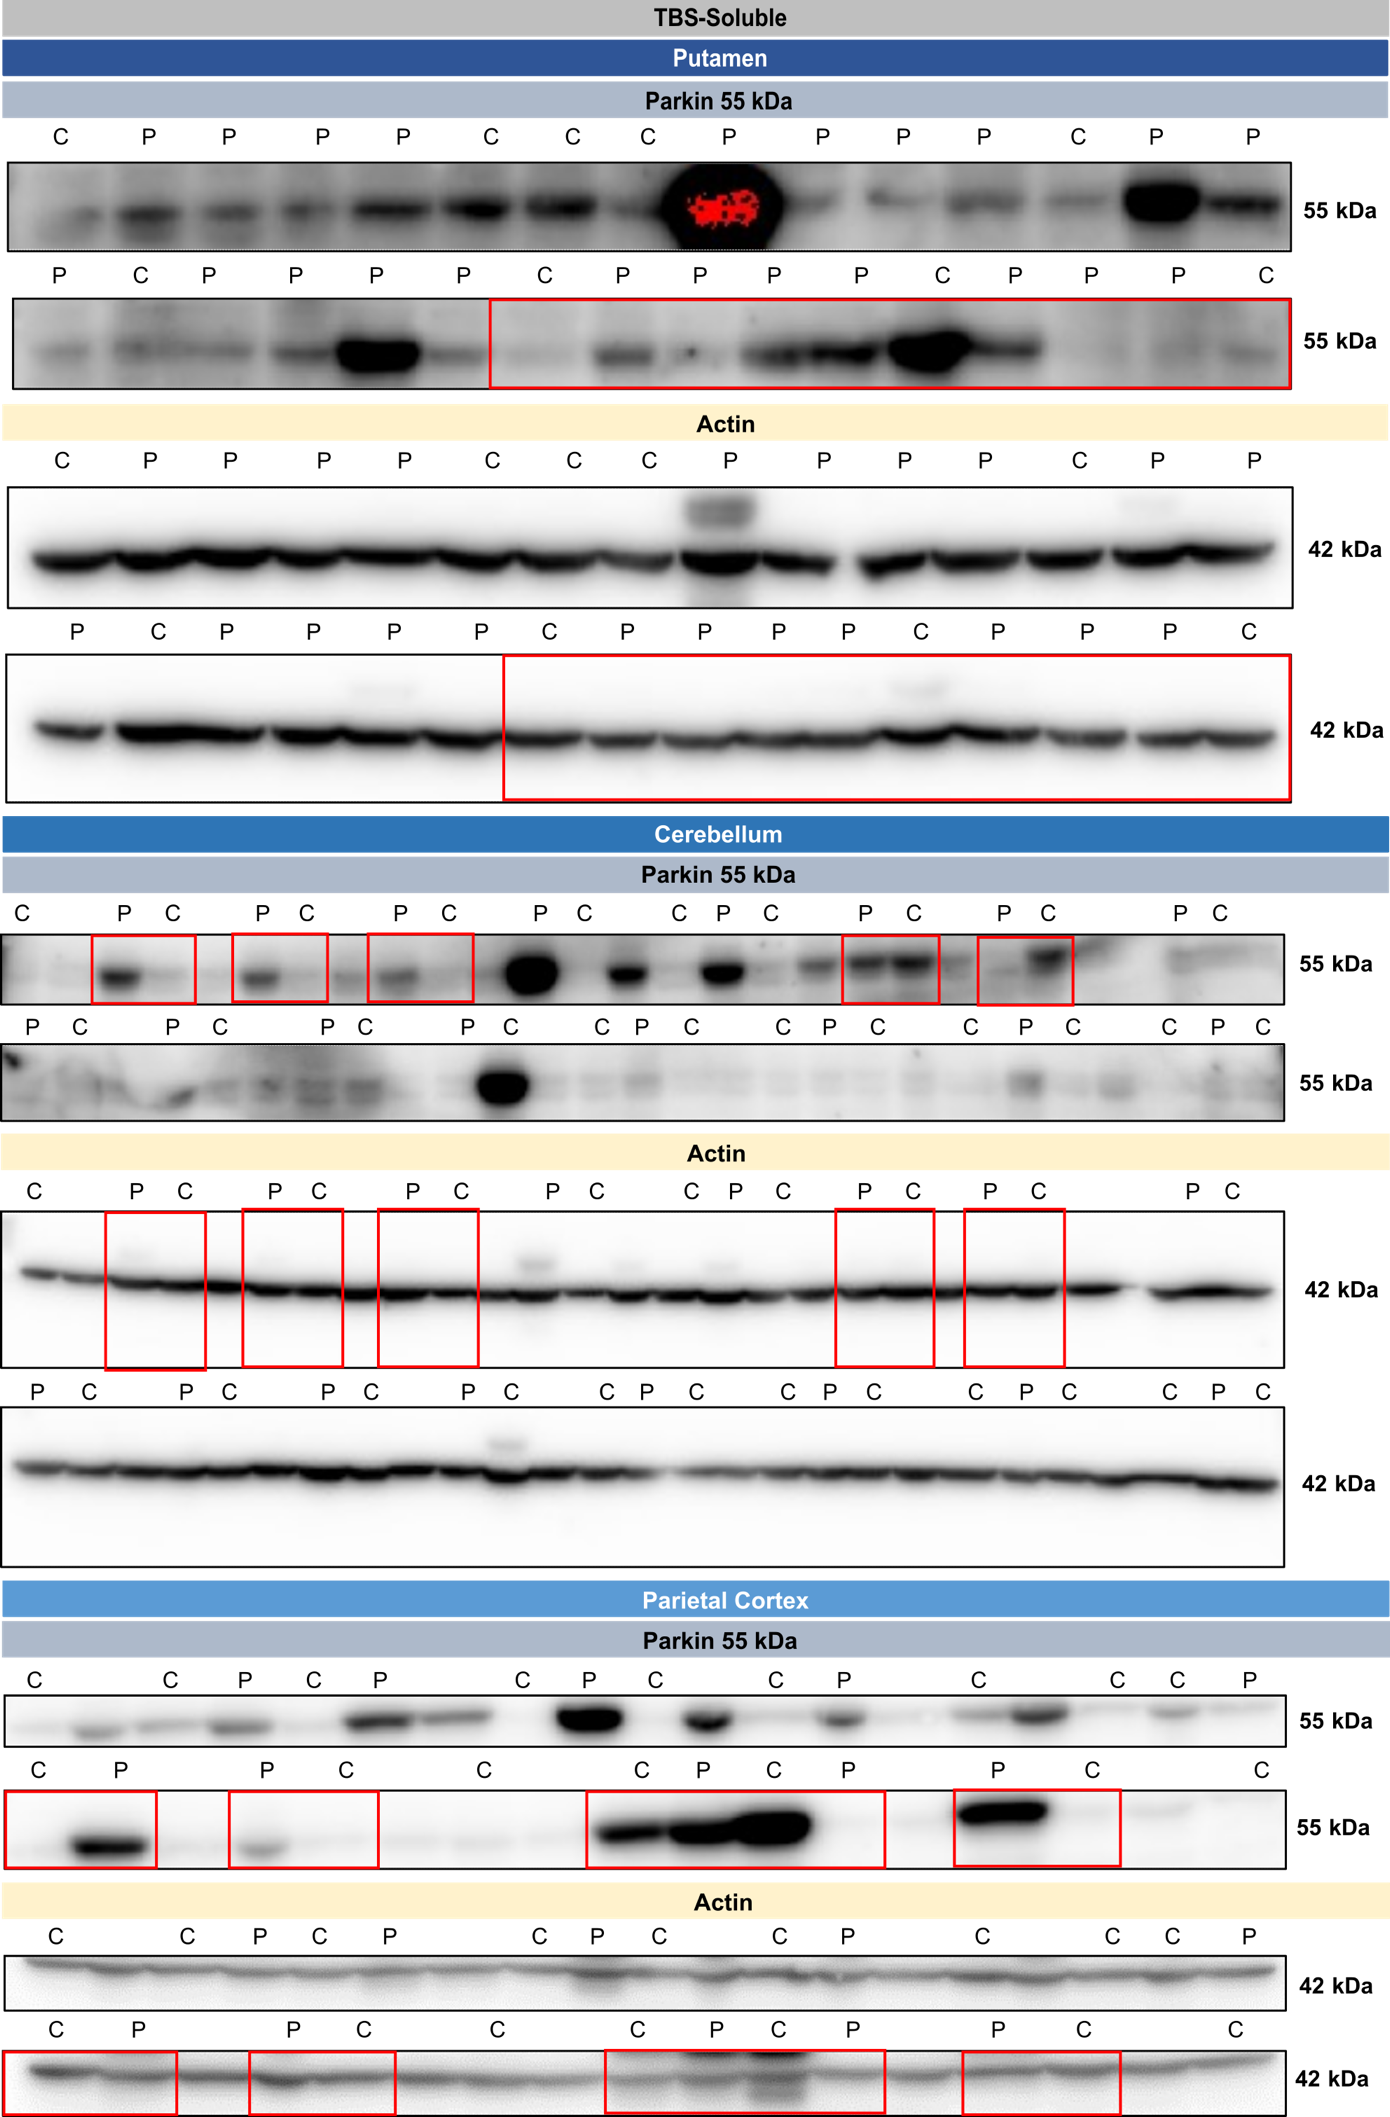 TBS-Soluble
Putamen
Parkin 55 kDa
C P P P P C C C P P P P C P P
55 kDa
P C P P P P C P P P P C P P P C
55 kDa
Actin
C P P P P C C C P P P P C P P
42 kDa
P C P P P P C P P P P C P P P C
42 kDa
Cerebellum
Parkin 55 kDa
C P C P C P C P C C P C P C P C P C
55 kDa
P C P C P C P C C P C C P C C P C C P C
55 kDa
Actin
C P C P C P C P C C P C P C P C P C
42 kDa
P C P C P C P C C P C C P C C P C C P C
42 kDa
Parietal Cortex
Parkin 55 kDa
C C P C P C P C C P C C C P
55 kDa
C P P C C C P C P P C C
55 kDa
Actin
C C P C P C P C C P C C C P
42 kDa
C P P C C C P C P P C C
42 kDa